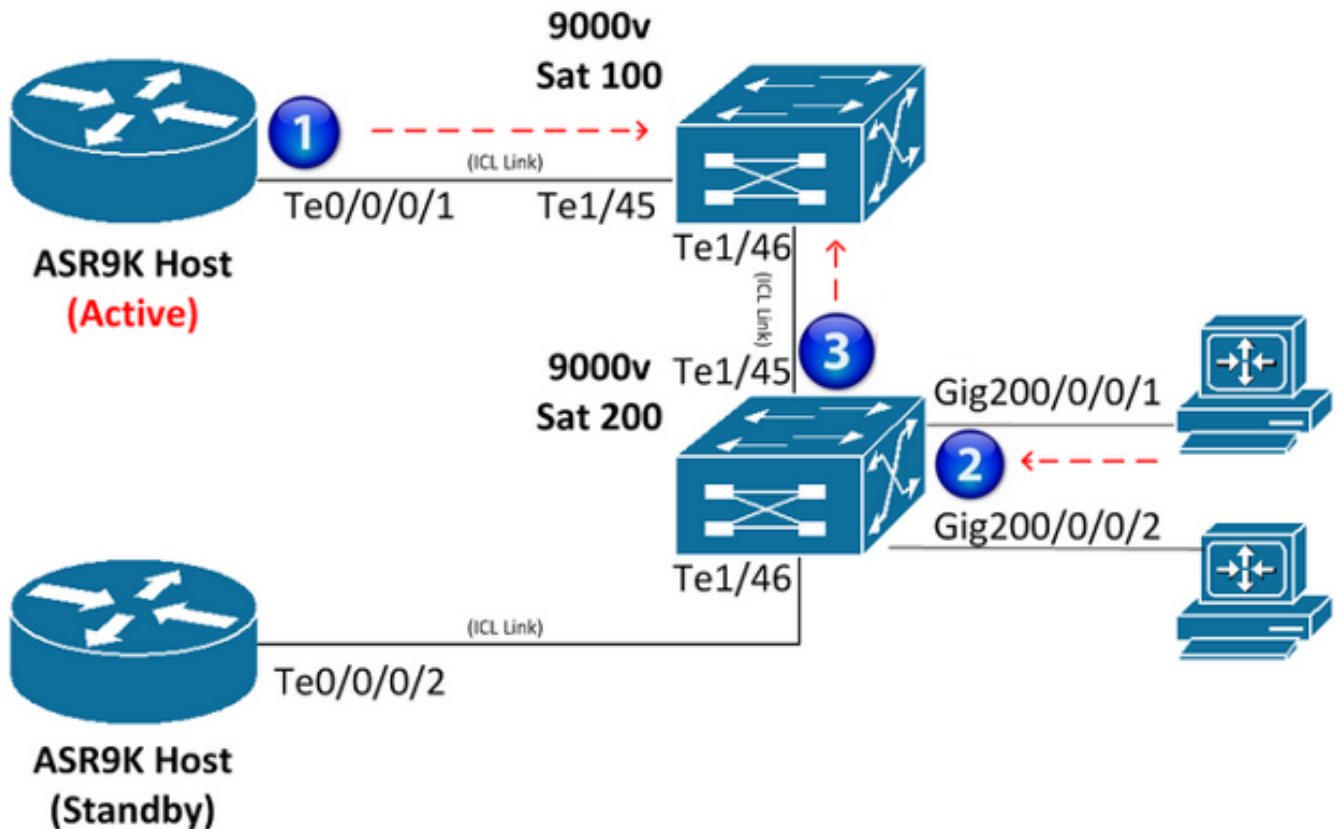 9000v
Sat 100
1
(ICL Link)
Te0/0/0/1
Te1/45
ASR9K Host
(Active)
Te1/46
(ICL Link)
3
9000v
Sat 200
Te1/45
Gig200/0/0/1
2
Gig200/0/0/2
Te1/46
(ICL Link)
Te0/0/0/2
ASR9K Host
(Standby)